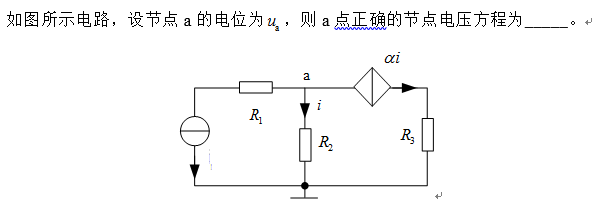 如图所示电路，设节点 a 的电位为 uₐ，则 a 点正确的节点电压方程为_____。
a
αi
i
R₁
R₂
R₃